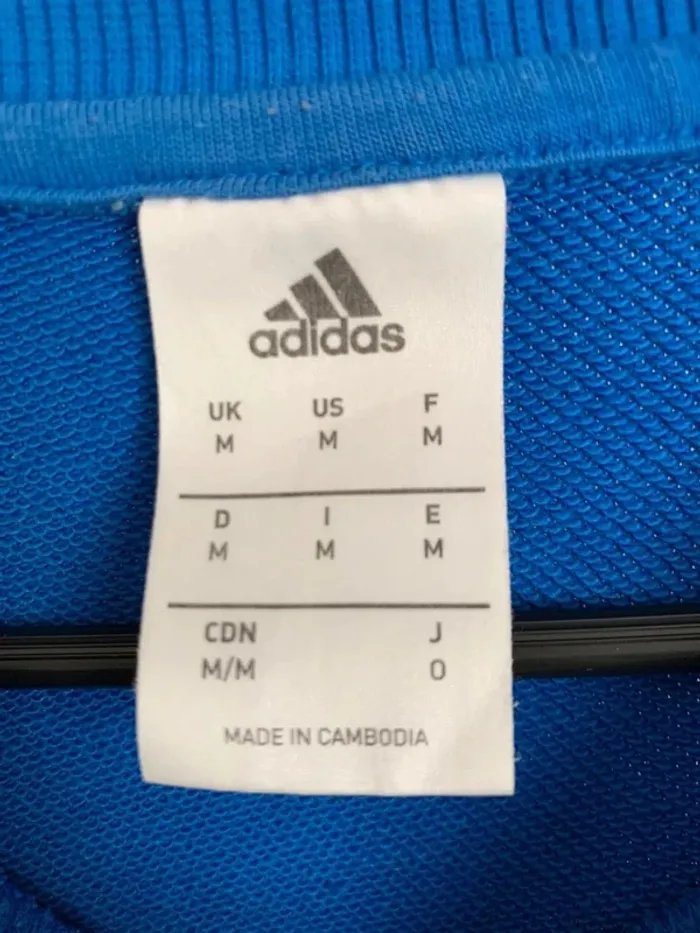 adidas
UK US F
M M M
D I E
M M M
CDN J
M/M O
MADE IN CAMBODIA